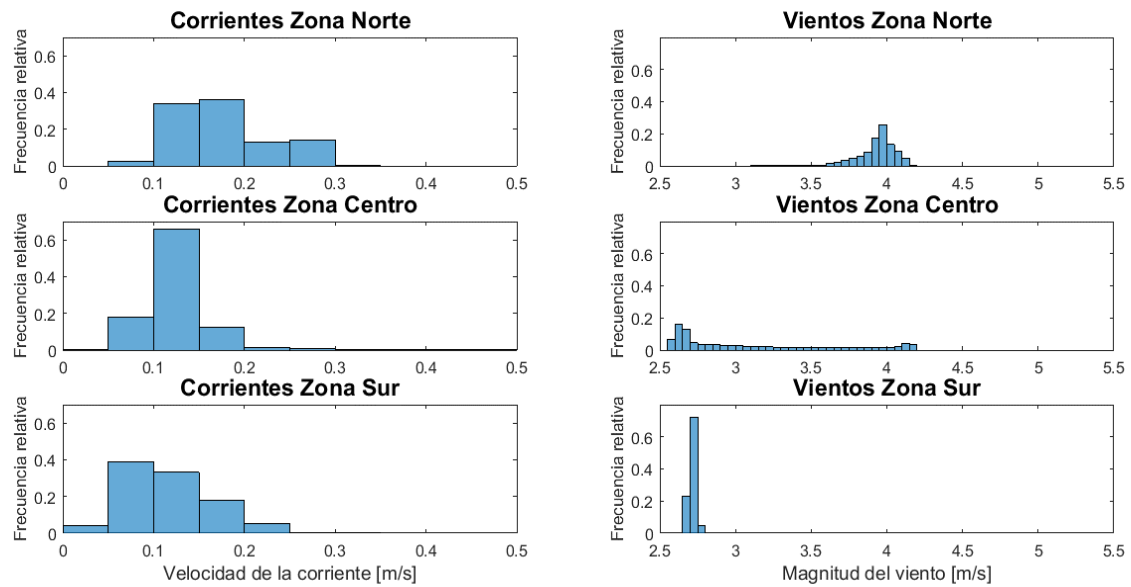 Corrientes Zona Norte
Frecuencia relativa
0.6
0.4
0.2
0
0 0.1 0.2 0.3 0.4 0.5
Vientos Zona Norte
Frecuencia relativa
0.6
0.4
0.2
0
2.5 3 3.5 4 4.5 5 5.5
Corrientes Zona Centro
Frecuencia relativa
0.6
0.4
0.2
0
0 0.1 0.2 0.3 0.4 0.5
Vientos Zona Centro
Frecuencia relativa
0.6
0.4
0.2
0
2.5 3 3.5 4 4.5 5 5.5
Corrientes Zona Sur
Frecuencia relativa
0.6
0.4
0.2
0
0 0.1 0.2 0.3 0.4 0.5
Velocidad de la corriente [m/s]
Vientos Zona Sur
Frecuencia relativa
0.6
0.4
0.2
0
2.5 3 3.5 4 4.5 5 5.5
Magnitud del viento [m/s]